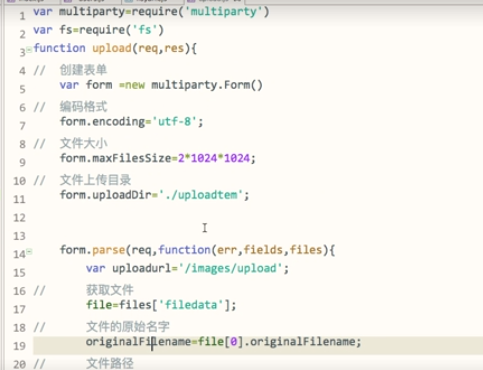 1 var multiparty=require('multiparty')
2 var fs=require('fs')
3 function upload(req,res){
4 // 创建表单
5 var form =new multiparty.Form()
6 // 编码格式
7 form.encoding='utf-8';
8 // 文件大小
9 form.maxFilesSize=2*1024*1024;
10 // 文件上传目录
11 form.uploadDir='./uploadtem';
12
13
14 form.parse(req,function(err,fields,files){
15 var uploadurl='/images/upload';
16 // 获取文件
17 file=files['filedata'];
18 // 文件的原始名字
19 originalFilename=file[0].originalFilename;
20 // 文件路径